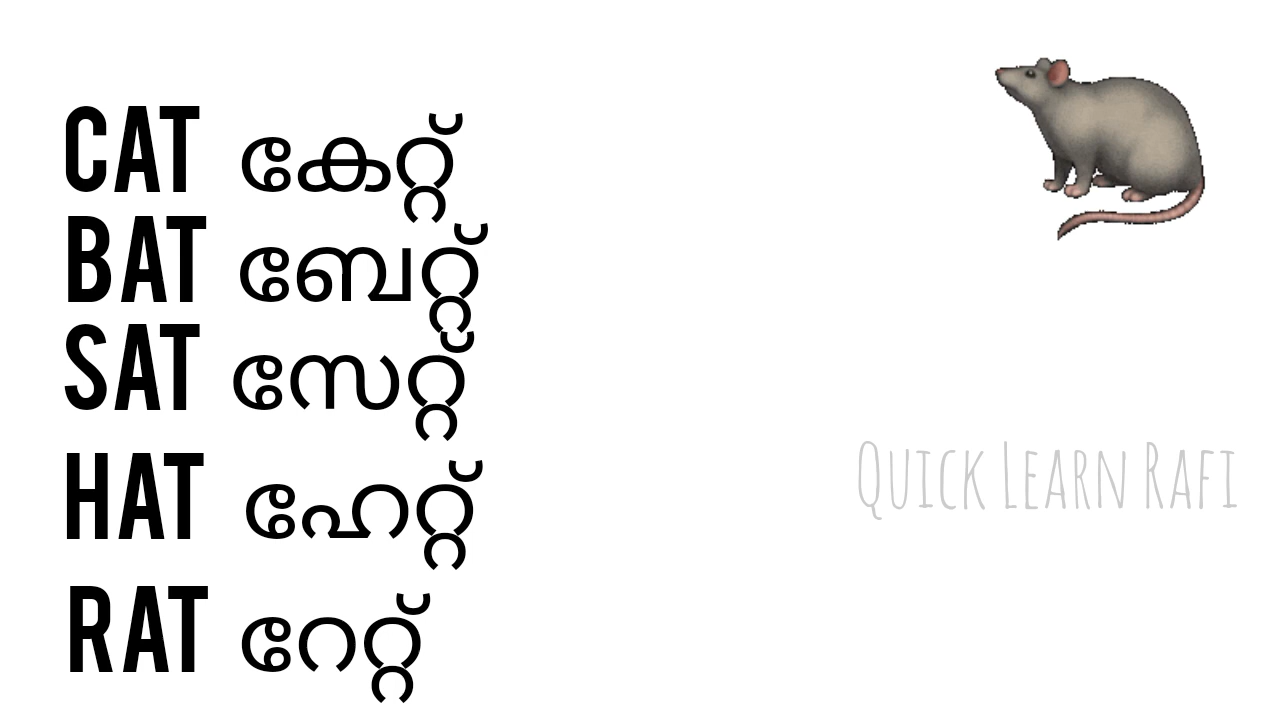 CAT കേറ്റ്
BAT ബേറ്റ്
SAT സേറ്റ്
HAT ഹേറ്റ്
QUICK LEARN RAFI
RAT റേറ്റ്